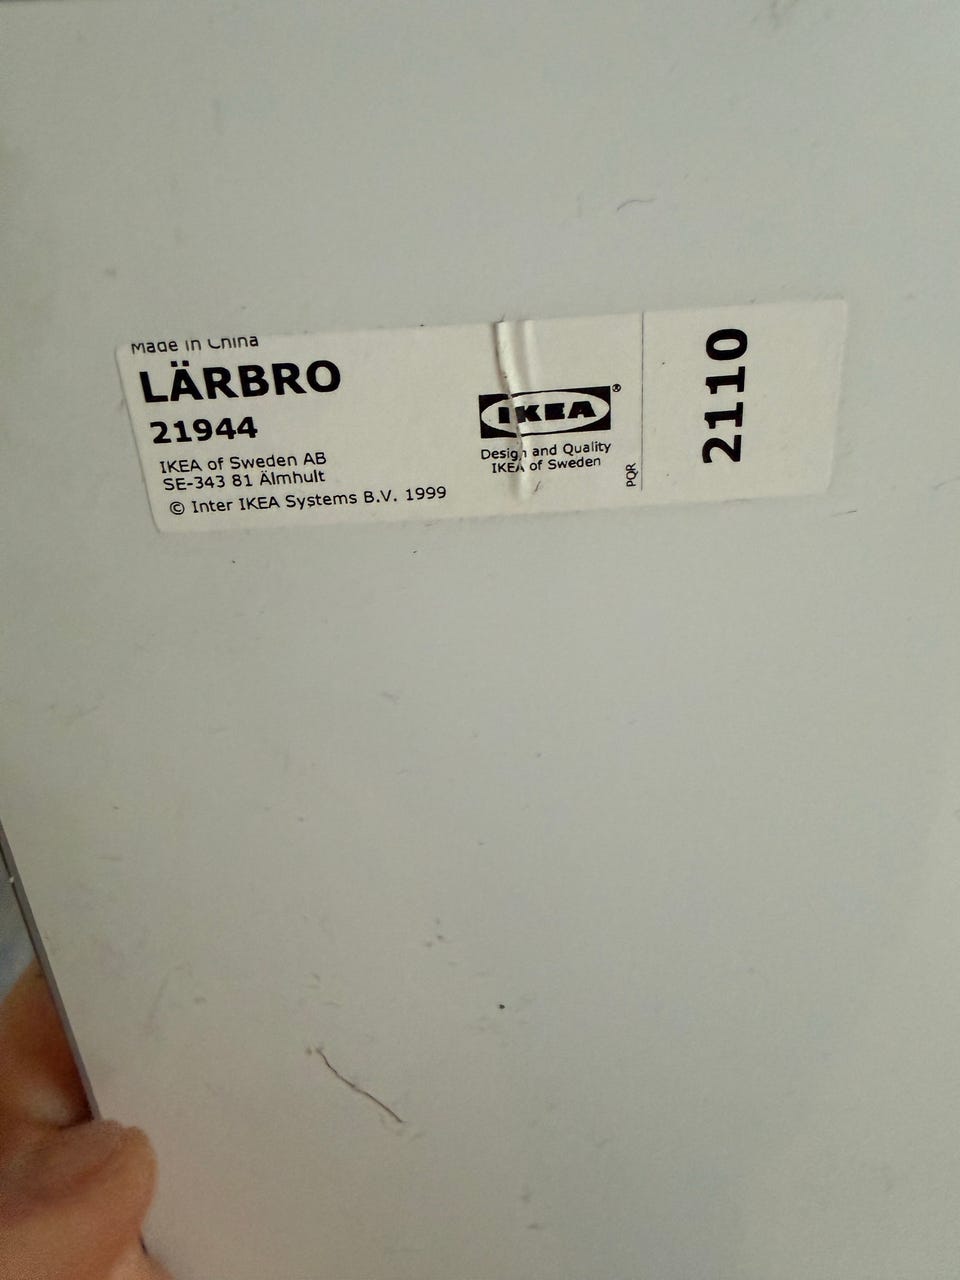 Made in China
LÄRBRO
21944
IKEA of Sweden AB
SE-343 81 Älmhult
© Inter IKEA Systems B.V. 1999
IKEA®
Design and Quality
IKEA of Sweden
PQR
2110